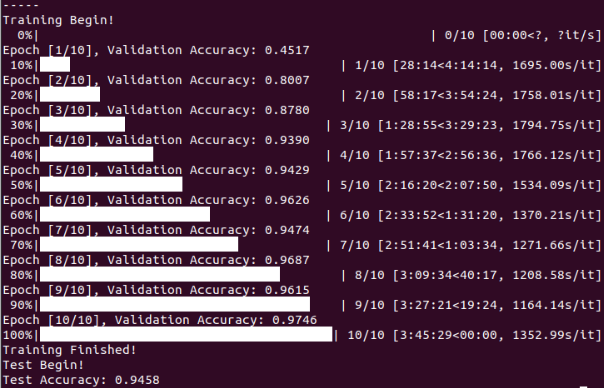 -----
Training Begin!
0%| | 0/10 [00:00<?, ?it/s]
Epoch [1/10], Validation Accuracy: 0.4517
10%| | 1/10 [28:14<4:14:14, 1695.00s/it]
Epoch [2/10], Validation Accuracy: 0.8007
20%| | 2/10 [58:17<3:54:24, 1758.01s/it]
Epoch [3/10], Validation Accuracy: 0.8780
30%| | 3/10 [1:28:55<3:29:23, 1794.75s/it]
Epoch [4/10], Validation Accuracy: 0.9390
40%| | 4/10 [1:57:37<2:56:36, 1766.12s/it]
Epoch [5/10], Validation Accuracy: 0.9429
50%| | 5/10 [2:16:20<2:07:50, 1534.09s/it]
Epoch [6/10], Validation Accuracy: 0.9626
60%| | 6/10 [2:33:52<1:31:20, 1370.21s/it]
Epoch [7/10], Validation Accuracy: 0.9474
70%| | 7/10 [2:51:41<1:03:34, 1271.66s/it]
Epoch [8/10], Validation Accuracy: 0.9687
80%| | 8/10 [3:09:34<40:17, 1208.58s/it]
Epoch [9/10], Validation Accuracy: 0.9615
90%| | 9/10 [3:27:21<19:24, 1164.14s/it]
Epoch [10/10], Validation Accuracy: 0.9746
100%| | 10/10 [3:45:29<00:00, 1352.99s/it]
Training Finished!
Test Begin!
Test Accuracy: 0.9458